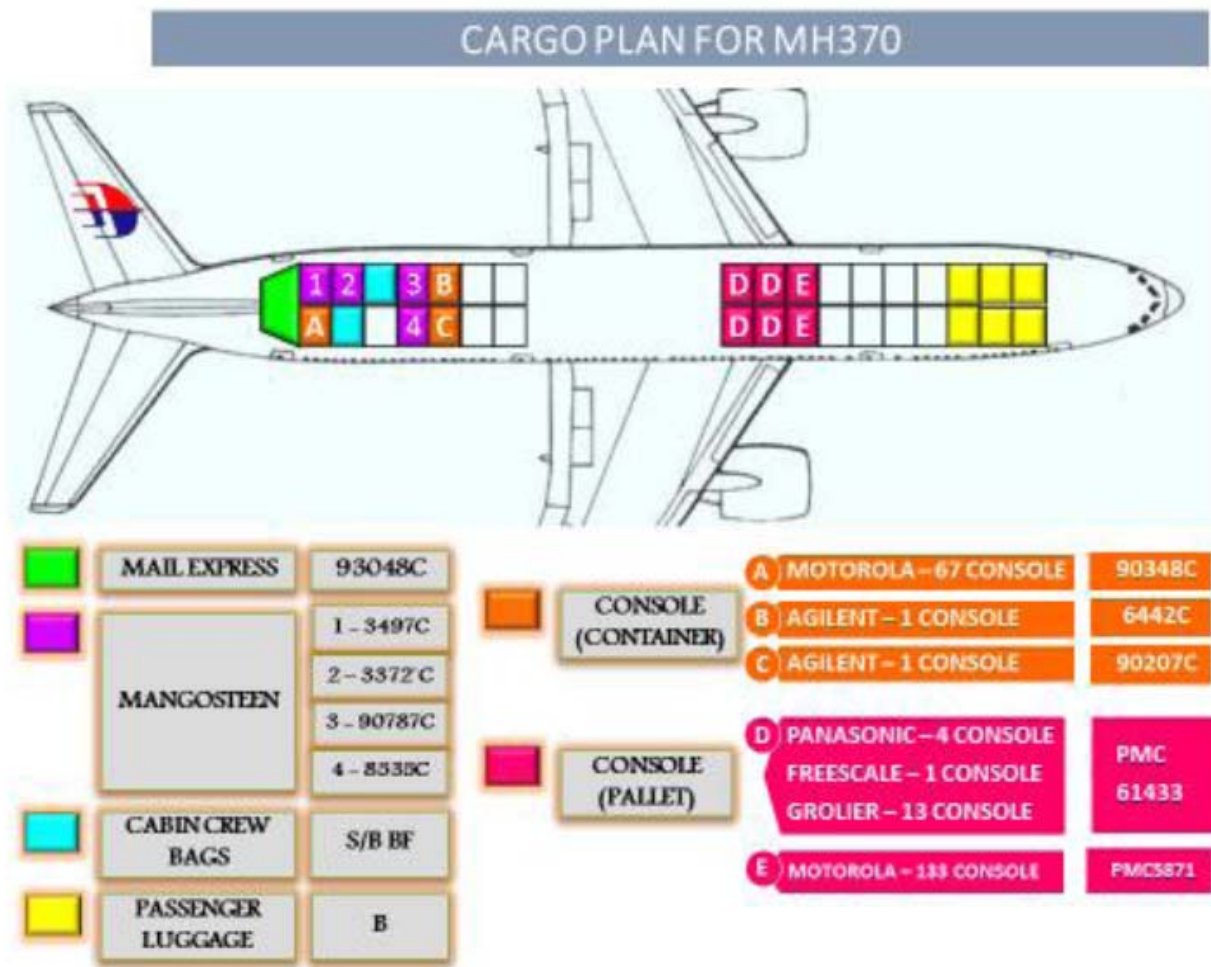 CARGO PLAN FOR MH370
1 2 3 B
A 4 C
D D E
D D E
MAIL EXPRESS 93048C
MANGOSTEEN
1 - 3497C
2 - 3372C
3 - 90787C
4 - 8535C
CABIN CREW
BAGS
S/B BF
PASSENGER
LUGGAGE
B
CONSOLE
(CONTAINER)
A MOTOROLA – 67 CONSOLE 90348C
B AGILENT – 1 CONSOLE 6442C
C AGILENT – 1 CONSOLE 90207C
CONSOLE
(PALLET)
D PANASONIC – 4 CONSOLE
FREESCALE – 1 CONSOLE
GROLIER – 13 CONSOLE
PMC
61433
E MOTOROLA – 133 CONSOLE PMC5871